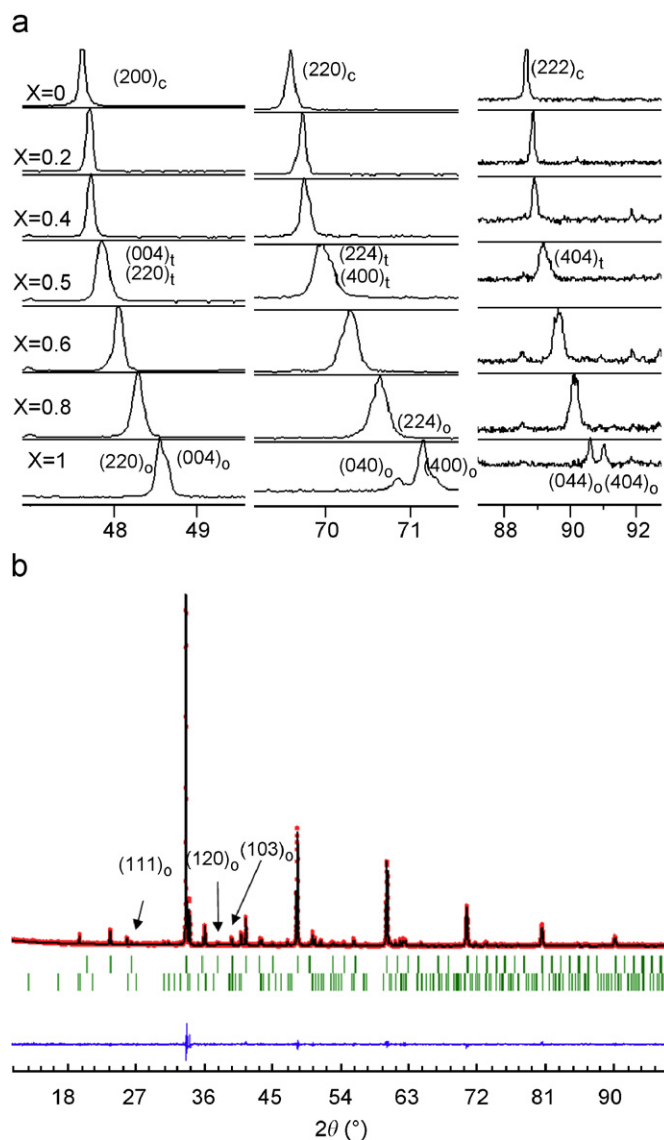 a
X=0 (200)c (220)c (222)c
X=0.2
X=0.4
(004)t (224)t
X=0.5 (220)t (400)t (404)t
X=0.6
X=0.8
(224)o
X=1 (220)o (004)o (040)o (400)o (044)o (404)o
48 49 70 71 88 90 92
b
(111)o (120)o (103)o
18 27 36 45 54 63 72 81 90
2θ (°)